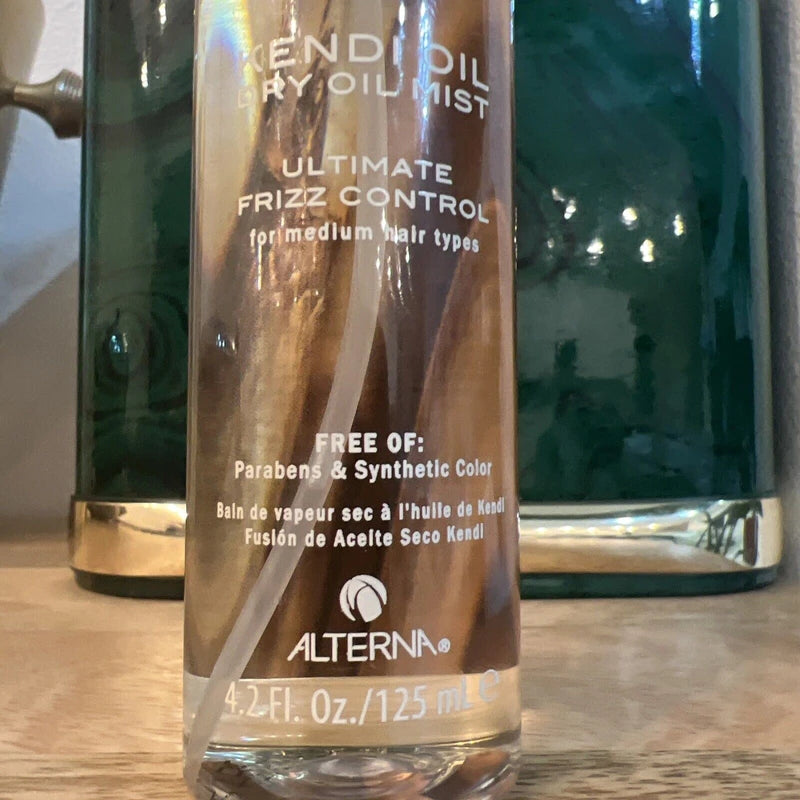 KENDI OIL
DRY OIL MIST
ULTIMATE
FRIZZ CONTROL
for medium hair types
FREE OF:
Parabens & Synthetic Color
Bain de vapeur sec à l'huile de Kendi
Fusión de Aceite Seco Kendi
ALTERNA®
4.2 Fl. Oz./125 mL ℮